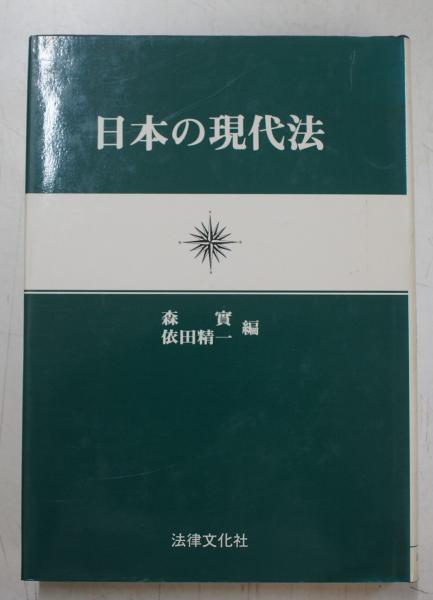 日本の現代法
森　實
依田精一 編
法律文化社